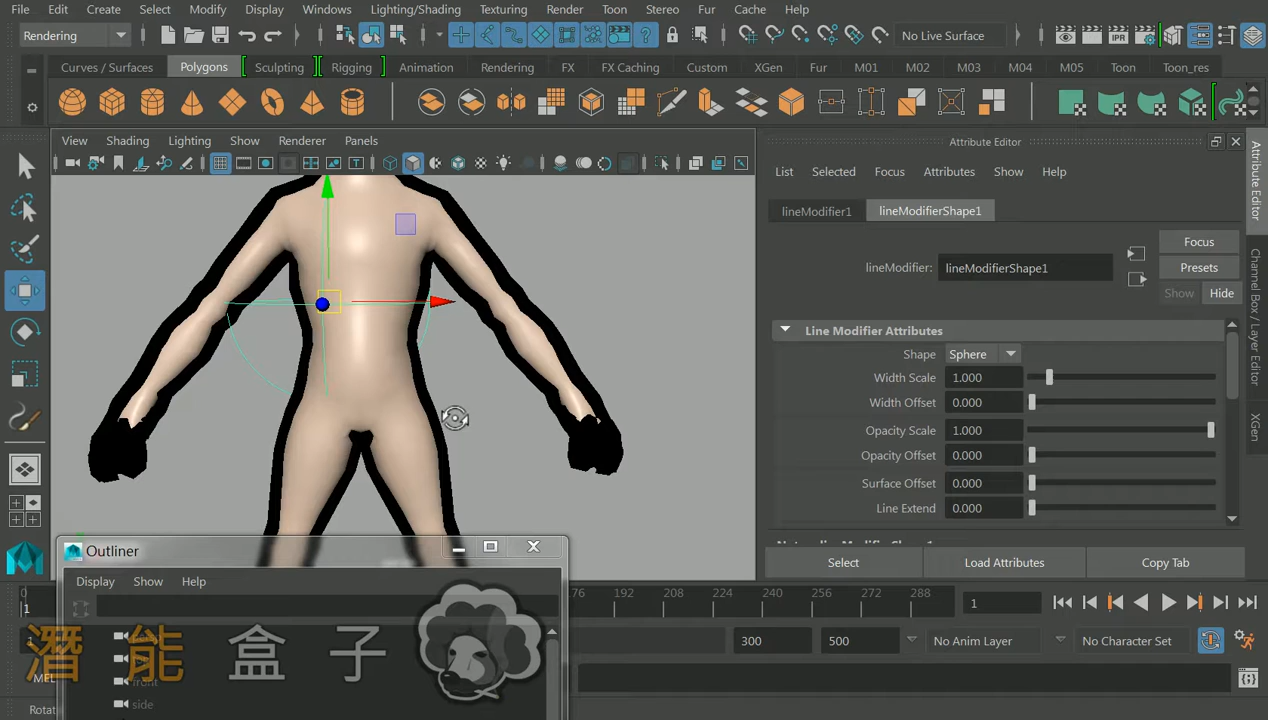 File Edit Create Select Modify Display Windows Lighting/Shading Texturing Render Toon Stereo Fur Cache Help
Rendering No Live Surface
Curves / Surfaces Polygons Sculpting Rigging Animation Rendering FX FX Caching Custom XGen Fur M01 M02 M03 M04 M05 Toon Toon_res
View Shading Lighting Show Renderer Panels
Attribute Editor
List Selected Focus Attributes Show Help
lineModifier1 lineModifierShape1
Focus
lineModifier: lineModifierShape1 Presets
Show Hide
Line Modifier Attributes
Shape Sphere
Width Scale 1.000
Width Offset 0.000
Opacity Scale 1.000
Opacity Offset 0.000
Surface Offset 0.000
Line Extend 0.000
Select Load Attributes Copy Tab
Attribute Editor
Channel Box / Layer Editor
XGen
Outliner
Display Show Help
front
side
潛能盒子
0 76 192 208 224 240 256 272 288
1 1
1 300 500 No Anim Layer No Character Set
MEL
Rotat